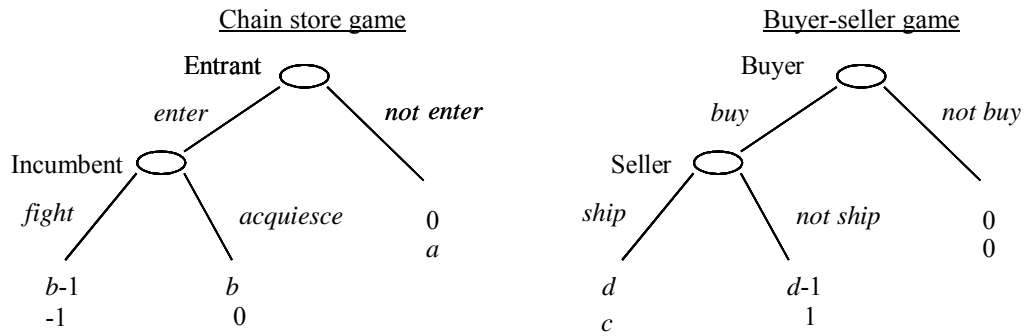 Chain store game
Entrant
enter
not enter
Incumbent
fight
acquiesce
0
a
b-1
-1
b
0
Buyer-seller game
Buyer
buy
not buy
Seller
ship
not ship
0
0
d
c
d-1
1